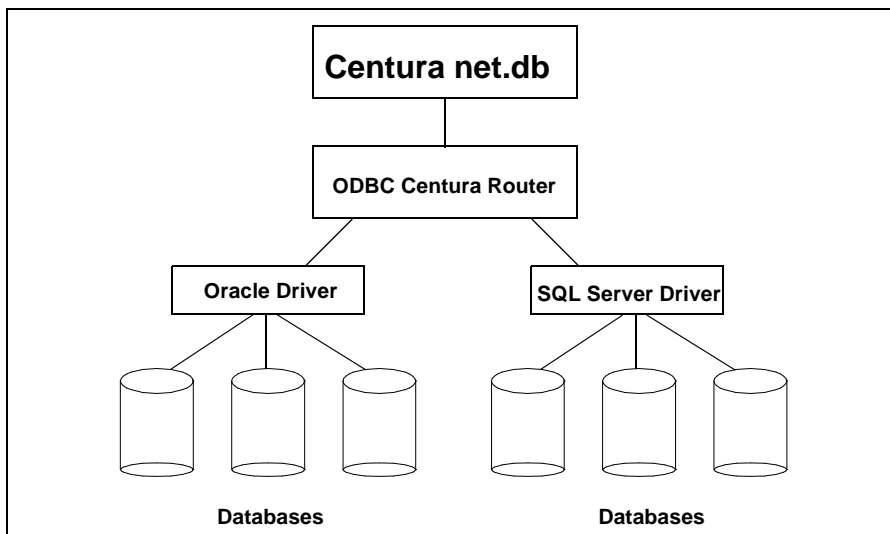 Centura net.db
ODBC Centura Router
Oracle Driver
SQL Server Driver
Databases
Databases